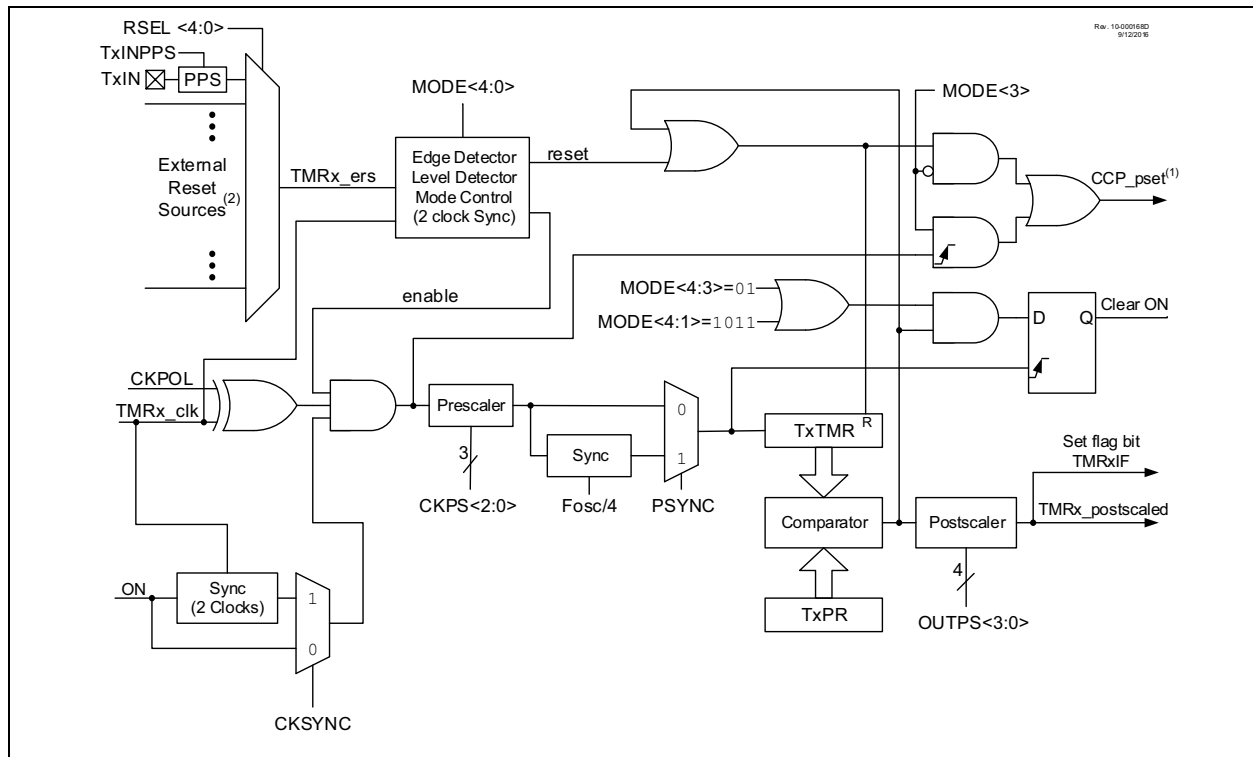 Rev. 10-000168D
9/12/2016
RSEL <4:0>
TxINPPS
TxIN
PPS
MODE<4:0>
MODE<3>
External
Reset
Sources(2)
TMRx_ers
Edge Detector
Level Detector
Mode Control
(2 clock Sync)
reset
CCP_pset(1)
enable
MODE<4:3>=01
MODE<4:1>=1011
D
Q
Clear ON
CKPOL
TMRx_clk
Prescaler
3
CKPS<2:0>
Sync
Fosc/4
0
1
PSYNC
TxTMR
R
Comparator
TxPR
Postscaler
4
OUTPS<3:0>
Set flag bit
TMRxIF
TMRx_postscaled
ON
Sync
(2 Clocks)
1
0
CKSYNC